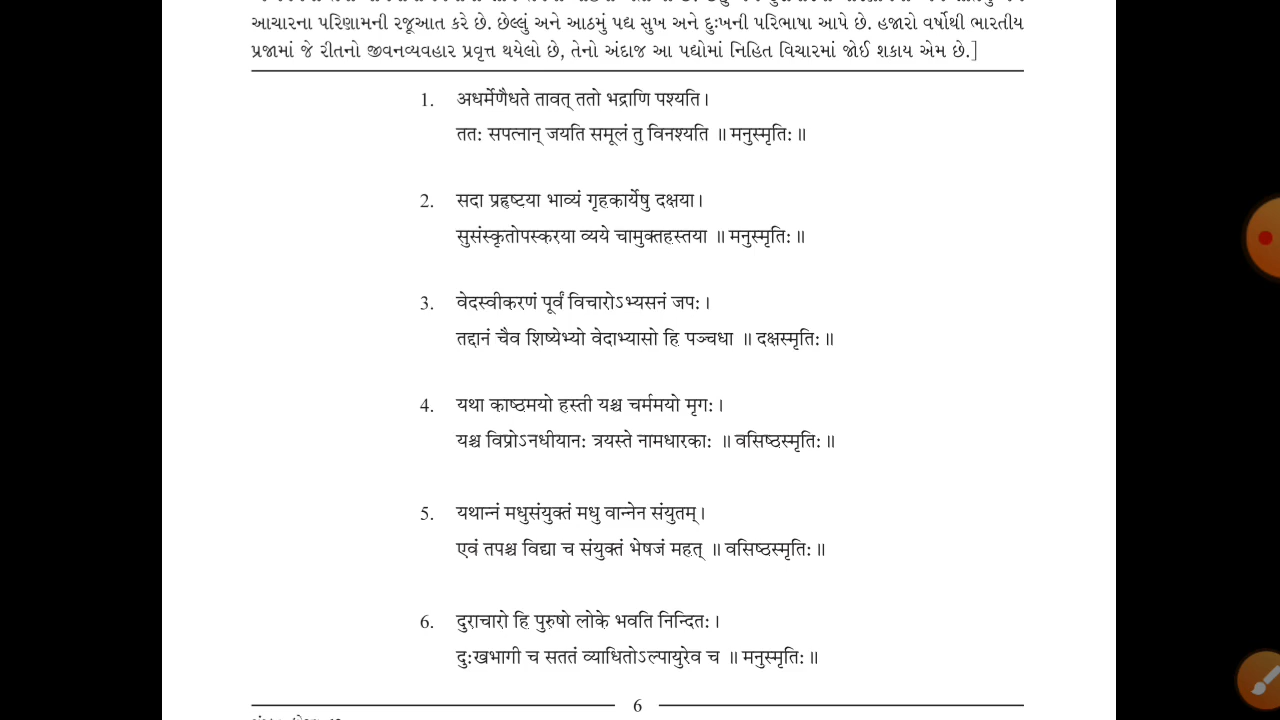 આચારના પરિણામની રજૂઆત કરે છે. છેલ્લું અને આઠમું પદ્ય સુખ અને દુઃખની પરિભાષા આપે છે. હજારો વર્ષોથી ભારતીય
પ્રજામાં જે રીતનો જીવનવ્યવહાર પ્રવૃત્ત થયેલો છે, તેનો અંદાજ આ પદ્યોમાં નિહિત વિચારમાં જોઈ શકાય એમ છે.]
1. अधर्मेणैधते तावत् ततो भद्राणि पश्यति।
ततः सपत्नान् जयति समूलं तु विनश्यति ॥ मनुस्मृतिः॥
2. सदा प्रहृष्टया भाव्यं गृहकार्येषु दक्षया।
सुसंस्कृतोपस्करया व्यये चामुक्तहस्तया ॥ मनुस्मृतिः॥
3. वेदस्वीकरणं पूर्वं विचारोऽभ्यसनं जपः।
तद्दानं चैव शिष्येभ्यो वेदाभ्यासो हि पञ्चधा ॥ दक्षस्मृतिः॥
4. यथा काष्ठमयो हस्ती यश्च चर्ममयो मृगः।
यश्च विप्रोऽनधीयानः त्रयस्ते नामधारकाः ॥ वसिष्ठस्मृतिः॥
5. यथान्नं मधुसंयुक्तं मधु वान्नेन संयुतम्।
एवं तपश्च विद्या च संयुक्तं भेषजं महत् ॥ वसिष्ठस्मृतिः॥
6. दुराचारो हि पुरुषो लोके भवति निन्दितः।
दुःखभागी च सततं व्याधितोऽल्पायुरेव च ॥ मनुस्मृतिः॥
6